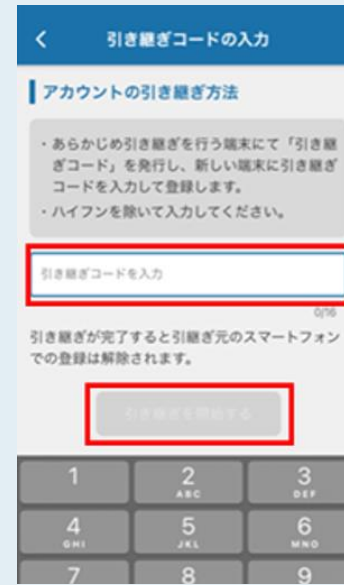 引き継ぎコードの入力
アカウントの引き継ぎ方法
・あらかじめ引き継ぎを行う端末にて「引き継
ぎコード」を発行し、新しい端末に引き継ぎ
コードを入力して登録します。
・ハイフンを除いて入力してください。
引き継ぎコードを入力
0/16
引き継ぎが完了すると引継ぎ元のスマートフォン
での登録は解除されます。
引き継ぎを開始する
1 2 3
ABC DEF
4 5 6
GHI JKL MNO
7 8 9